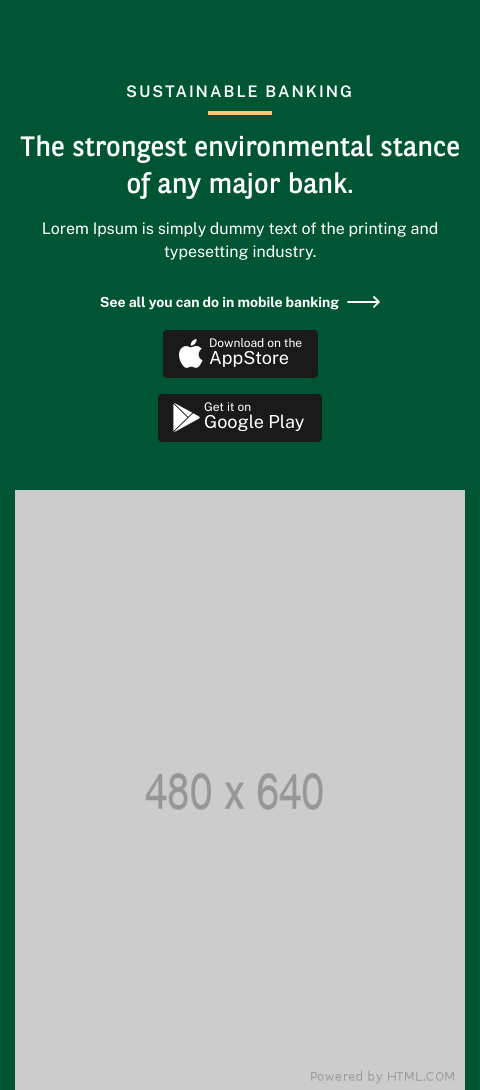 SUSTAINABLE BANKING
The strongest environmental stance
of any major bank.
Lorem Ipsum is simply dummy text of the printing and
typesetting industry.
See all you can do in mobile banking
Download on the
AppStore
Get it on
Google Play
480 x 640
Powered by HTML.COM